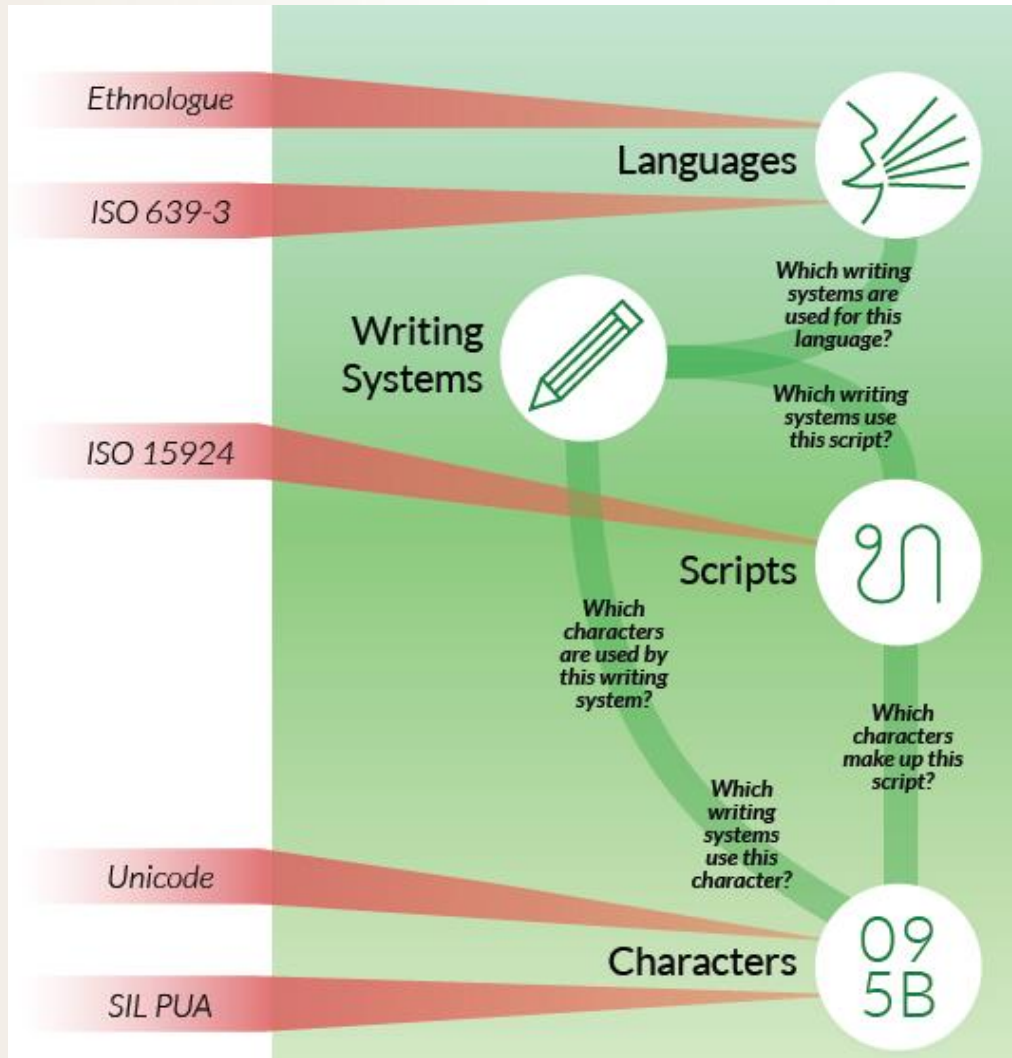 Ethnologue
Languages
ISO 639-3
Which writing
systems are
used for this
language?
Writing
Systems
Which writing
systems use
this script?
ISO 15924
Scripts
Which
characters
are used by
this writing
system?
Which
characters
make up this
script?
Which
writing
systems
use this
character?
Unicode
Characters
09
5B
SIL PUA